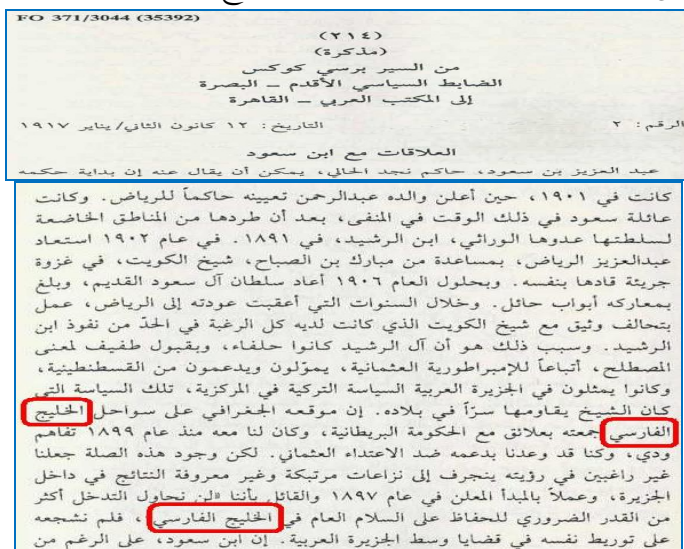 FO 371/3044 (35392)
(٢١٤)
(مذكرة)
من السير برسي كوكس
الضابط السياسي الأقدم ــ البصرة
إلى المكتب العربي ــ القاهرة
الرقم: ٢ التاريخ: ١٢ كانون الثاني/يناير ١٩١٧
العلاقات مع ابن سعود
عبد العزيز بن سعود، حاكم نجد الحالي، يمكن أن يقال عنه إن بداية حكمه
كانت في ١٩٠١، حين أعلن والده عبدالرحمن تعيينه حاكماً للرياض. وكانت
عائلة سعود في ذلك الوقت في المنفى، بعد أن طردها من المناطق الخاضعة
لسلطتها عدوها الوراثي، ابن الرشيد، في ١٨٩١. في عام ١٩٠٢ استعاد
عبدالعزيز الرياض، بمساعدة من مبارك بن الصباح، شيخ الكويت، في غزوة
جريئة قادها بنفسه. وبحلول العام ١٩٠٦ أعاد سلطان آل سعود القديم، وبلغ
بمعاركه أبواب حائل. وخلال السنوات التي أعقبت عودته إلى الرياض، عمل
بتحالف وثيق مع شيخ الكويت الذي كانت لديه كل الرغبة في الحدّ من نفوذ ابن
الرشيد. وسبب ذلك هو أن آل الرشيد كانوا حلفاء، وبقبول طفيف لمعنى
المصطلح، أتباعاً للإمبراطورية العثمانية، يموّلون ويدعمون من القسطنطينية،
وكانوا يمثلون في الجزيرة العربية السياسة التركية في المركزية، تلك السياسة التي
كان الشيخ يقاومها سرّاً في بلاده. إن موقعه الجغرافي على سواحل الخليج
الفارسي جمعته بعلائق مع الحكومة البريطانية، وكان لنا معه منذ عام ١٨٩٩ تفاهم
ودي، وكنا قد وعدنا بدعمه ضد الاعتداء العثماني. لكن وجود هذه الصلة جعلنا
غير راغبين في رؤيته ينجرف إلى نزاعات مرتبكة وغير معروفة النتائج في داخل
الجزيرة، وعملاً بالمبدأ المعلن في عام ١٨٩٧ والقائل بأننا «لن نحاول التدخل أكثر
من القدر الضروري للحفاظ على السلام العام في الخليج الفارسي، فلم نشجعه
على توريط نفسه في قضايا وسط الجزيرة العربية. إن ابن سعود، على الرغم من